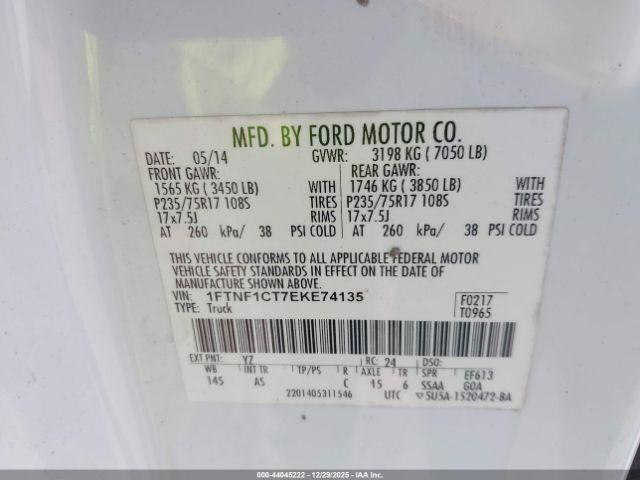 MFD. BY FORD MOTOR CO.
DATE: 05/14 GVWR: 3198 KG ( 7050 LB)
FRONT GAWR: REAR GAWR:
1565 KG ( 3450 LB) WITH 1746 KG ( 3850 LB) WITH
P235/75R17 108S TIRES P235/75R17 108S TIRES
17x7.5J RIMS 17x7.5J RIMS
AT 260 kPa/ 38 PSI COLD AT 260 kPa/ 38 PSI COLD
THIS VEHICLE CONFORMS TO ALL APPLICABLE FEDERAL MOTOR
VEHICLE SAFETY STANDARDS IN EFFECT ON THE DATE OF
MANUFACTURE SHOWN ABOVE.
VIN: 1FTNF1CT7EKE74135 F0217
TYPE: Truck T0965
EXT PNT: YZ RC: 24 DSO:
WB INT TR TP/PS R AXLE TR SPR EF613
145 AS C 15 6 SSAA GOA
2201405311546 UTC 5U5A-1520472-BA
000-44045222 - 12/29/2025 - IAA Inc.